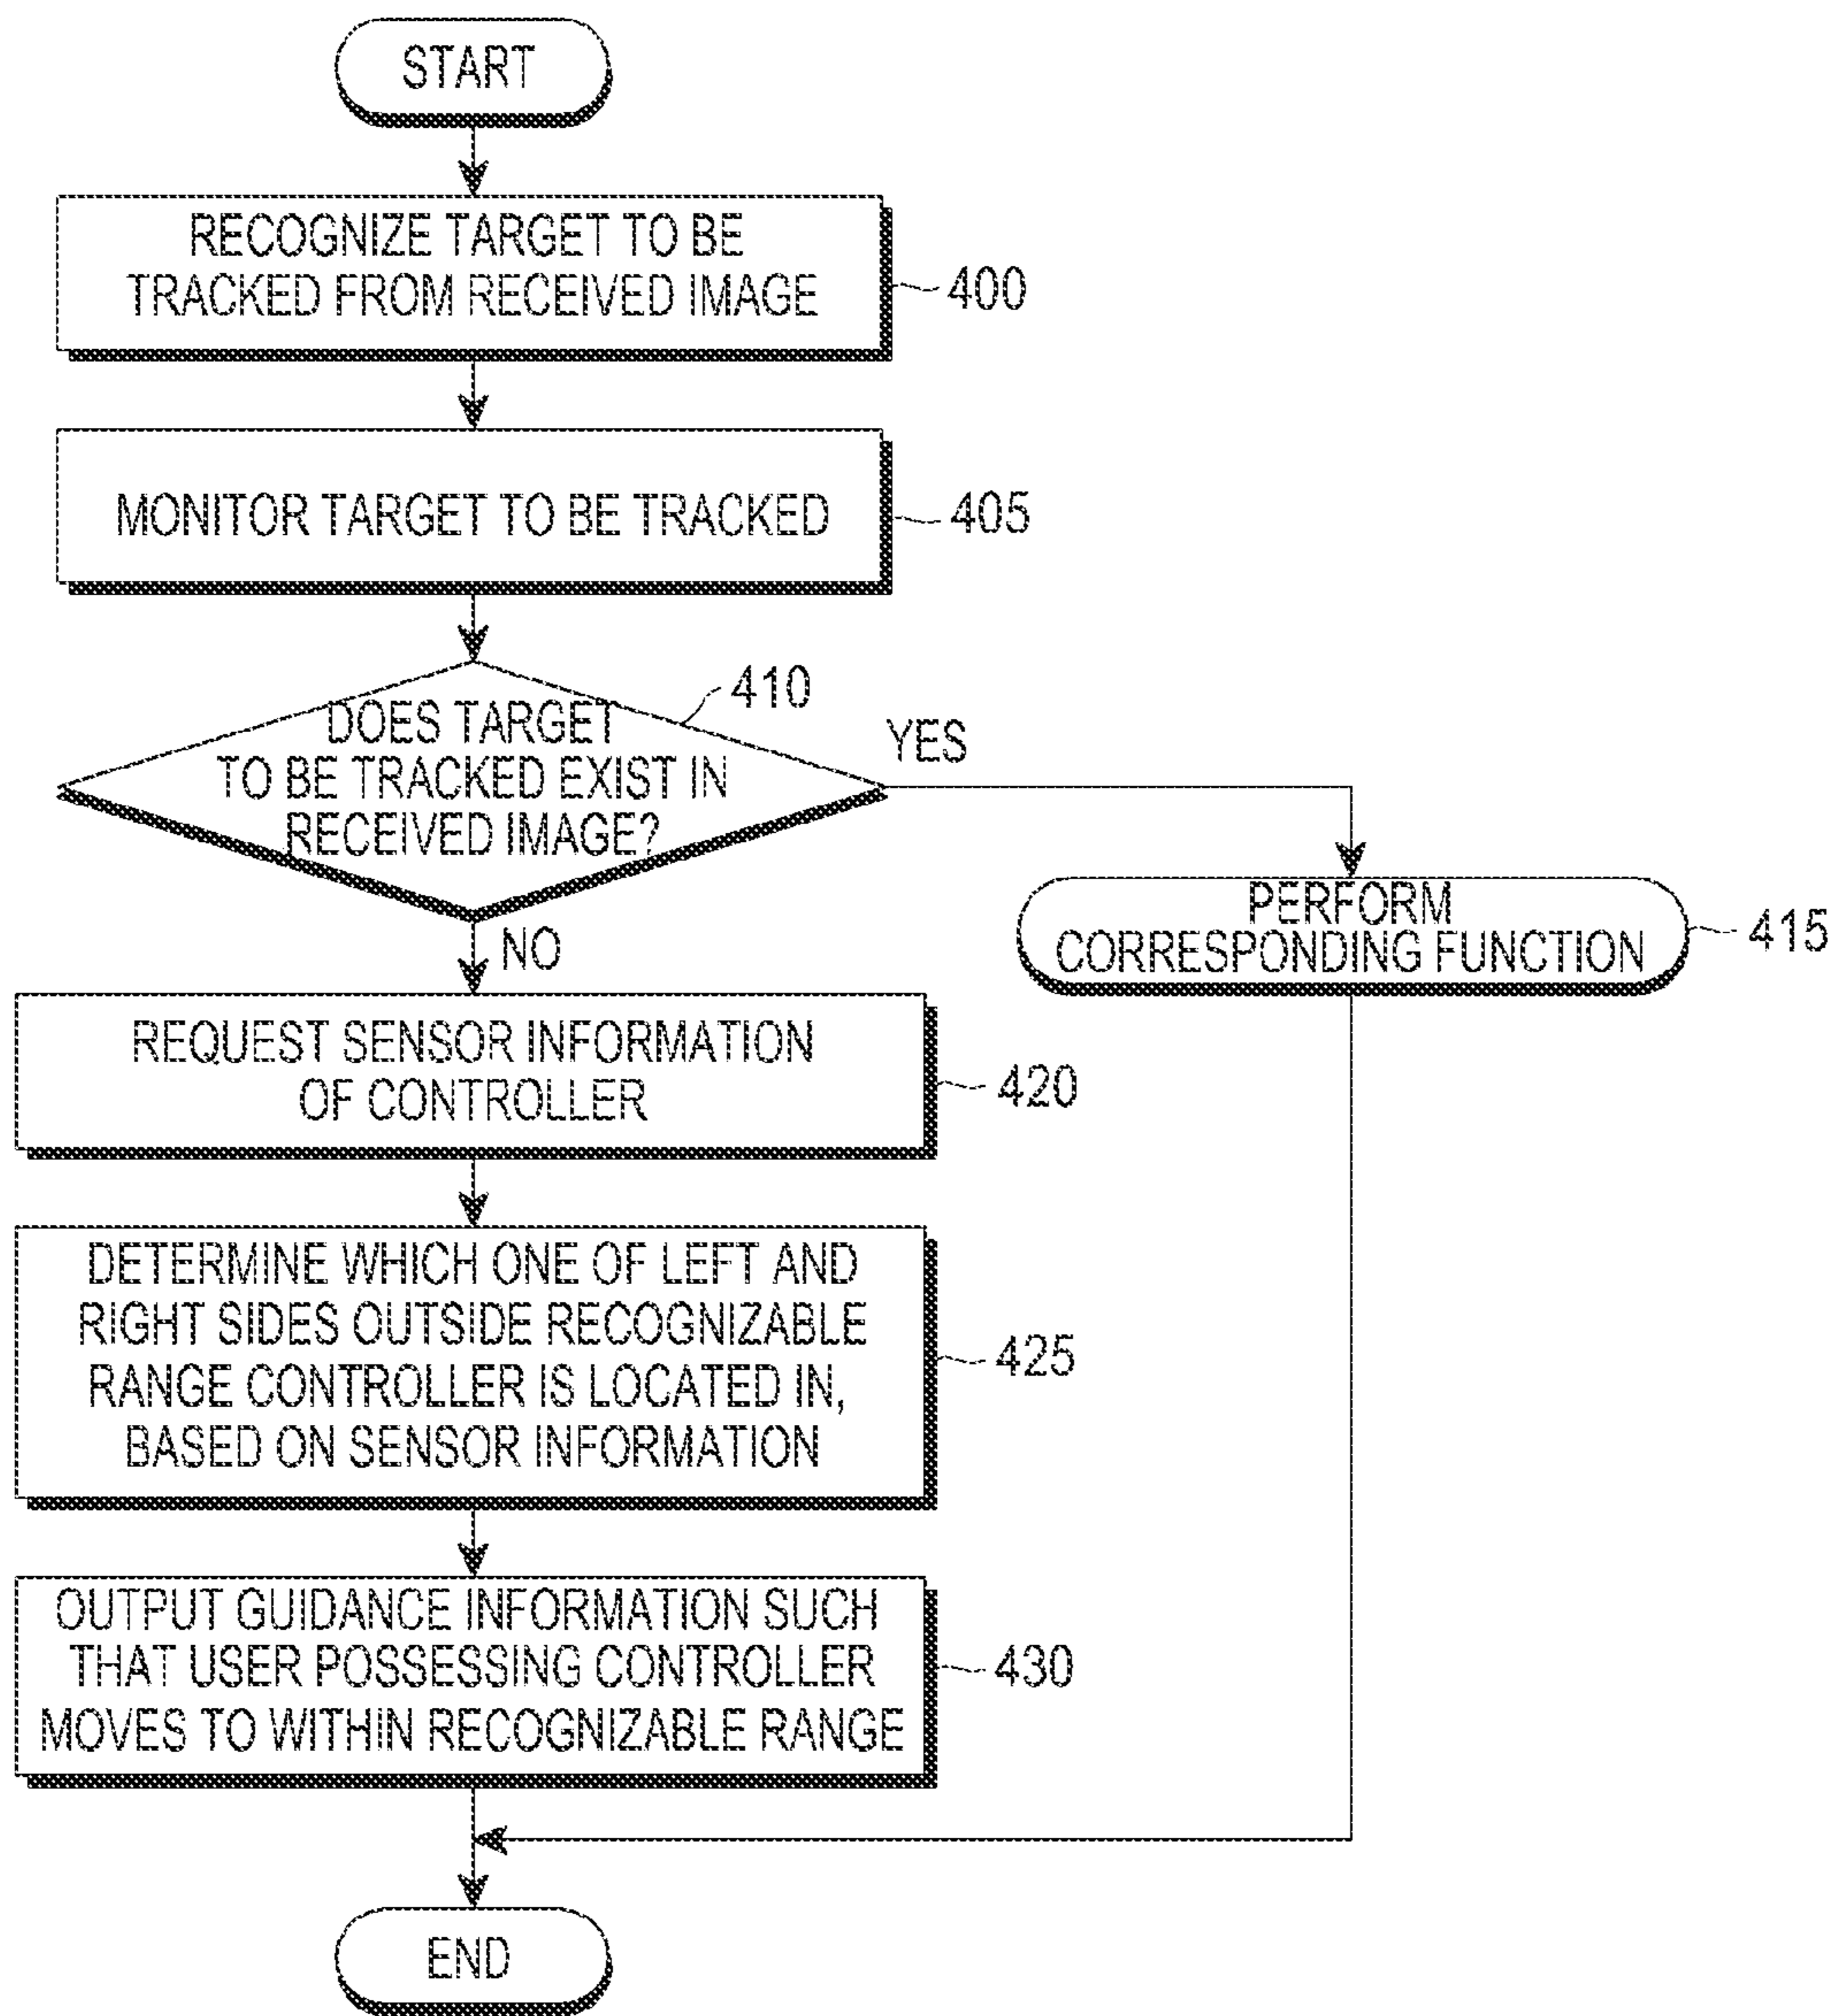 START
RECOGNIZE TARGET TO BE
TRACKED FROM RECEIVED IMAGE
400
MONITOR TARGET TO BE TRACKED
405
410
DOES TARGET
TO BE TRACKED EXIST IN
RECEIVED IMAGE?
YES
NO
PERFORM
CORRESPONDING FUNCTION
415
REQUEST SENSOR INFORMATION
OF CONTROLLER
420
DETERMINE WHICH ONE OF LEFT AND
RIGHT SIDES OUTSIDE RECOGNIZABLE
RANGE CONTROLLER IS LOCATED IN,
BASED ON SENSOR INFORMATION
425
OUTPUT GUIDANCE INFORMATION SUCH
THAT USER POSSESSING CONTROLLER
MOVES TO WITHIN RECOGNIZABLE RANGE
430
END